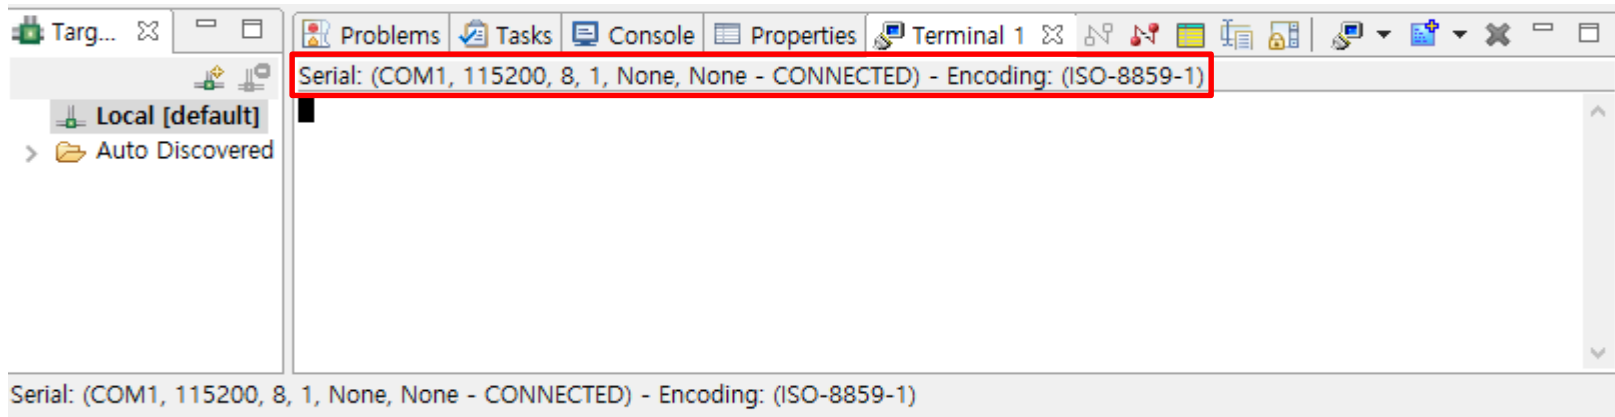 Targ... Problems Tasks Console Properties Terminal 1
Serial: (COM1, 115200, 8, 1, None, None - CONNECTED) - Encoding: (ISO-8859-1)
Local [default]
Auto Discovered
Serial: (COM1, 115200, 8, 1, None, None - CONNECTED) - Encoding: (ISO-8859-1)